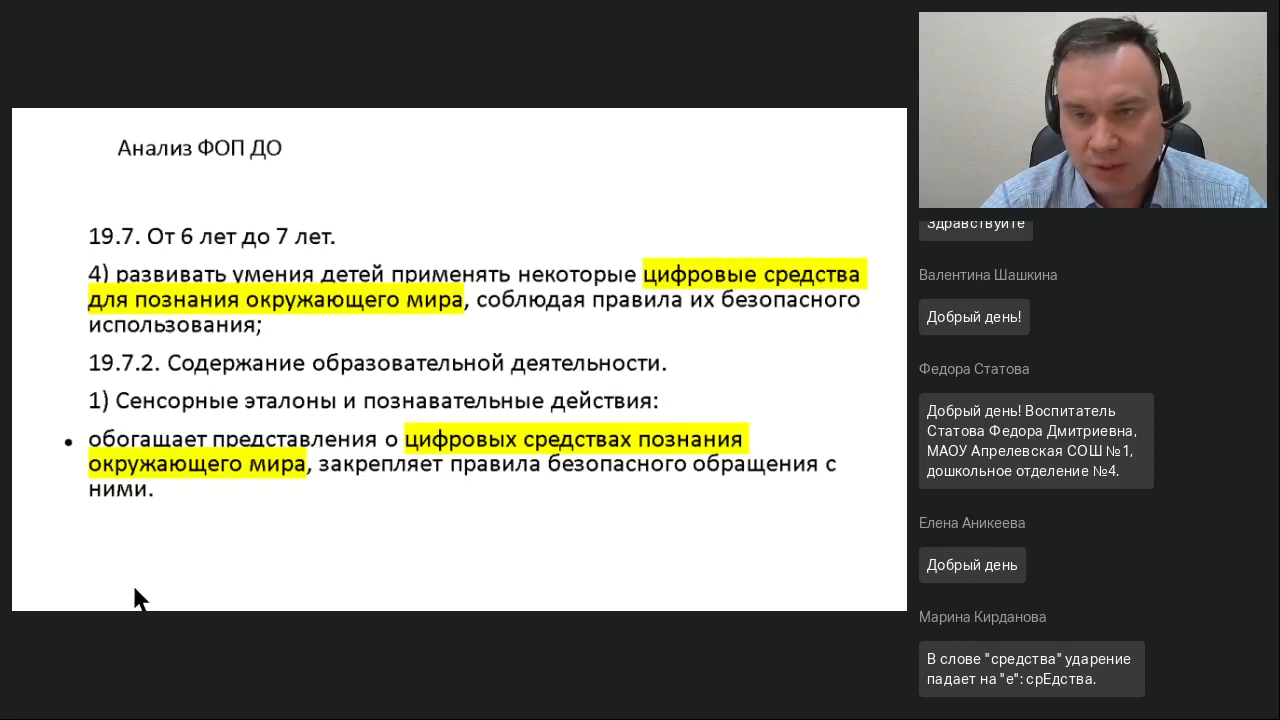 Анализ ФОП ДО
19.7. От 6 лет до 7 лет.
4) развивать умения детей применять некоторые цифровые средства
для познания окружающего мира, соблюдая правила их безопасного
использования;
19.7.2. Содержание образовательной деятельности.
1) Сенсорные эталоны и познавательные действия:
• обогащает представления о цифровых средствах познания
окружающего мира, закрепляет правила безопасного обращения с
ними.
Здравствуйте
Валентина Шашкина
Добрый день!
Федора Статова
Добрый день! Воспитатель
Статова Федора Дмитриевна,
МАОУ Апрелевская СОШ №1,
дошкольное отделение №4.
Елена Аникеева
Добрый день
Марина Кирданова
В слове "средства" ударение
падает на "е": срЕдства.